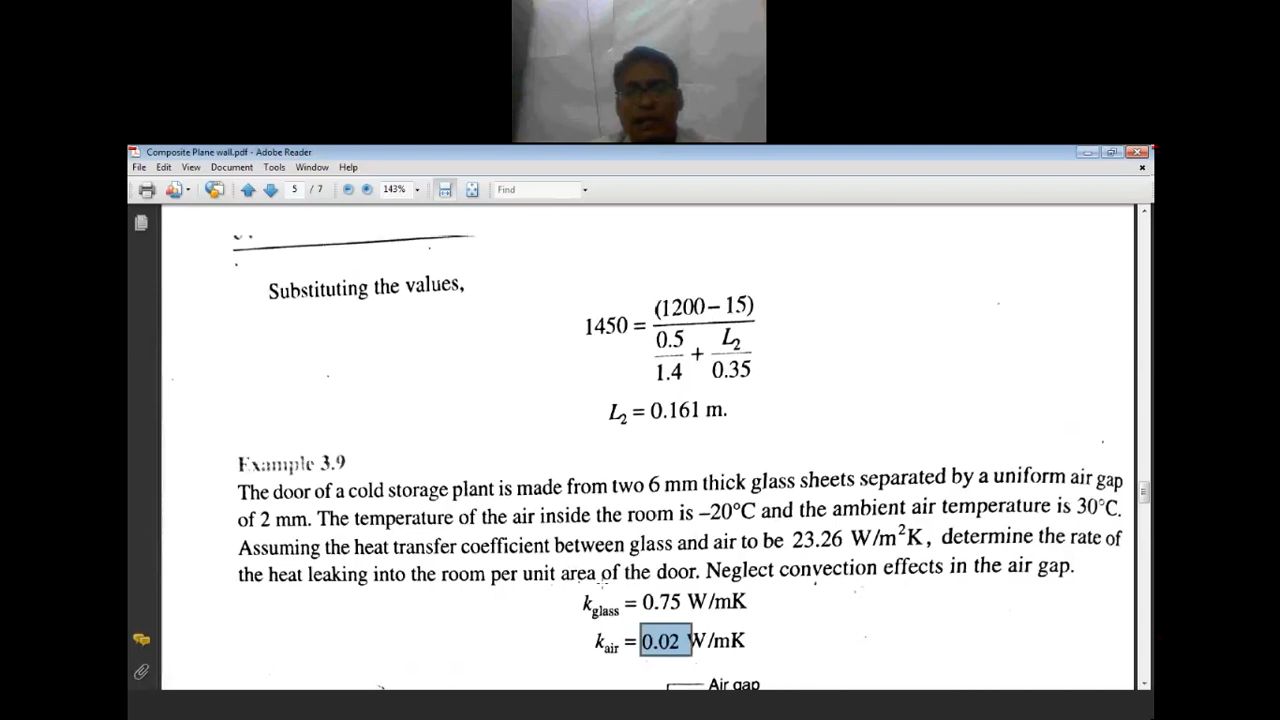 Composite Plane wall.pdf - Adobe Reader
File Edit View Document Tools Window Help
5 / 7 143% Find
Substituting the values,
1450 = (1200 – 15)
0.5 / 1.4 + L₂ / 0.35
L₂ = 0.161 m.
Example 3.9
The door of a cold storage plant is made from two 6 mm thick glass sheets separated by a uniform air gap
of 2 mm. The temperature of the air inside the room is –20°C and the ambient air temperature is 30°C.
Assuming the heat transfer coefficient between glass and air to be 23.26 W/m²K, determine the rate of
the heat leaking into the room per unit area of the door. Neglect convection effects in the air gap.
k_glass = 0.75 W/mK
k_air = 0.02 W/mK
Air gap